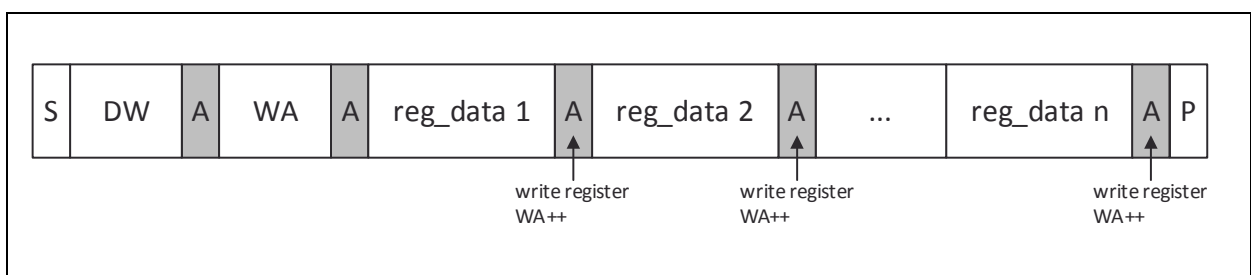 S DW A WA A reg_data 1 A reg_data 2 A ... reg_data n A P
write register write register write register
WA++ WA++ WA++